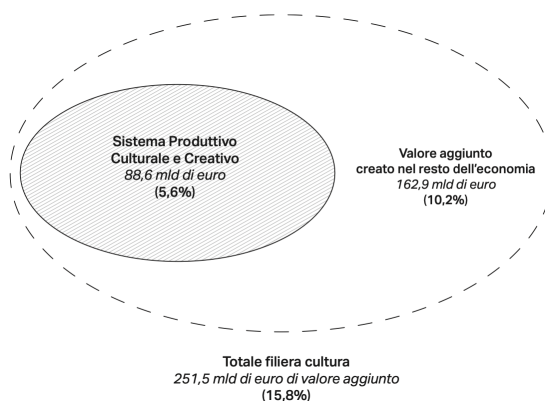 Sistema Produttivo
Culturale e Creativo
88,6 mld di euro
(5,6%)
Valore aggiunto
creato nel resto dell'economia
162,9 mld di euro
(10,2%)
Totale filiera cultura
251,5 mld di euro di valore aggiunto
(15,8%)